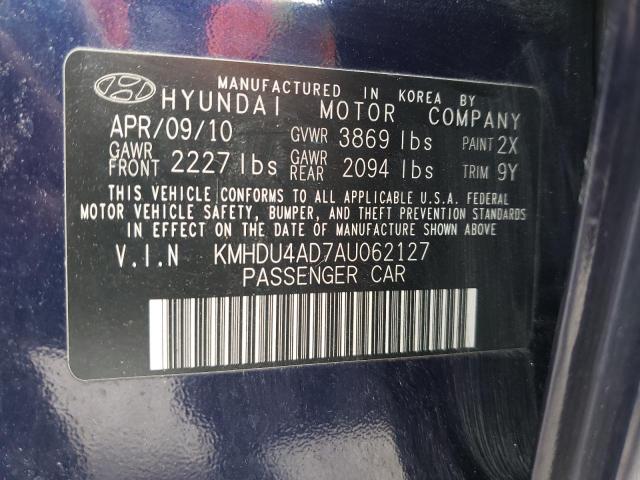 MANUFACTURED IN KOREA BY
HYUNDAI MOTOR COMPANY
APR/09/10 GVWR 3869 lbs PAINT 2X
GAWR FRONT 2227 lbs GAWR REAR 2094 lbs TRIM 9Y
THIS VEHICLE CONFORMS TO ALL APPLICABLE U.S.A. FEDERAL
MOTOR VEHICLE SAFETY, BUMPER, AND THEFT PREVENTION STANDARDS
IN EFFECT ON THE DATE OF MANUFACTURE SHOWN ABOVE.
V.I.N KMHDU4AD7AU062127
PASSENGER CAR